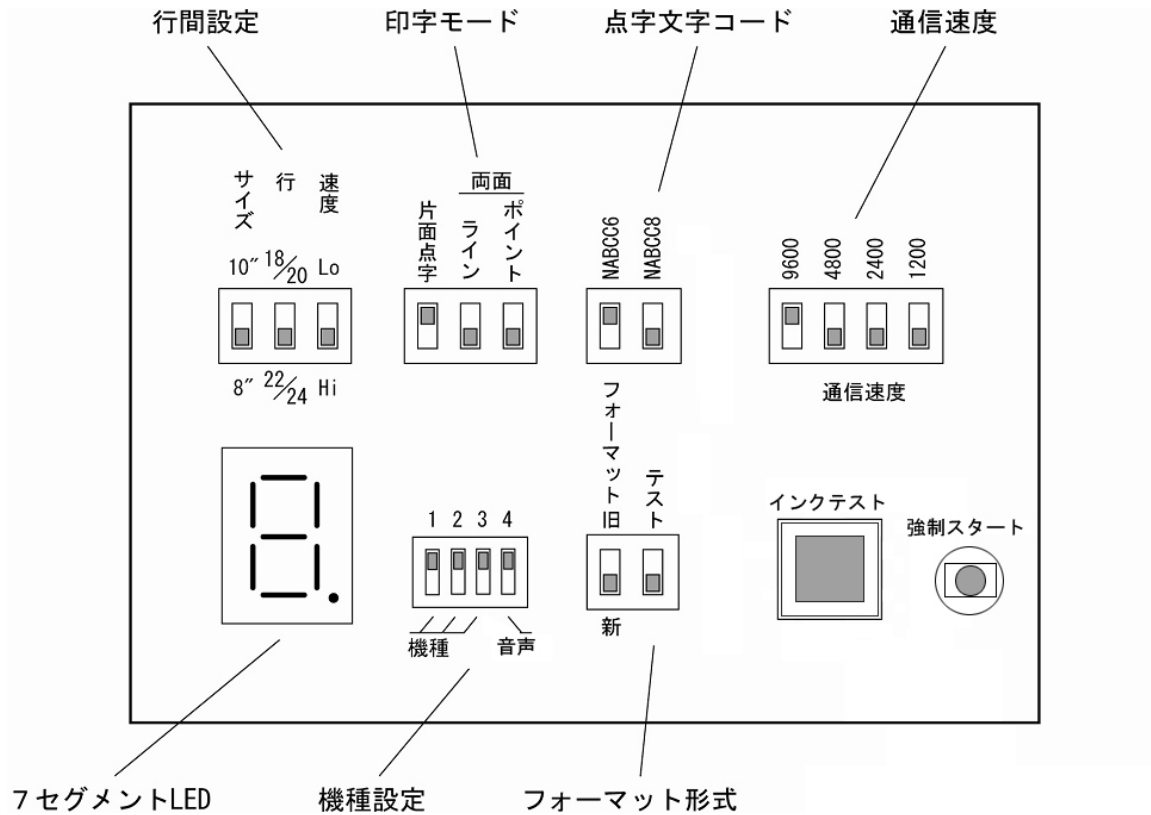 行間設定
印字モード
点字文字コード
通信速度
サイズ
行
速度
両面
片面点字
ライン
ポイント
NABCC6
NABCC8
9600
4800
2400
1200
10″ 18/20 Lo
8″ 22/24 Hi
通信速度
フォーマット旧
テスト
インクテスト
強制スタート
1 2 3 4
8.
新
機種
音声
7セグメントLED
機種設定
フォーマット形式